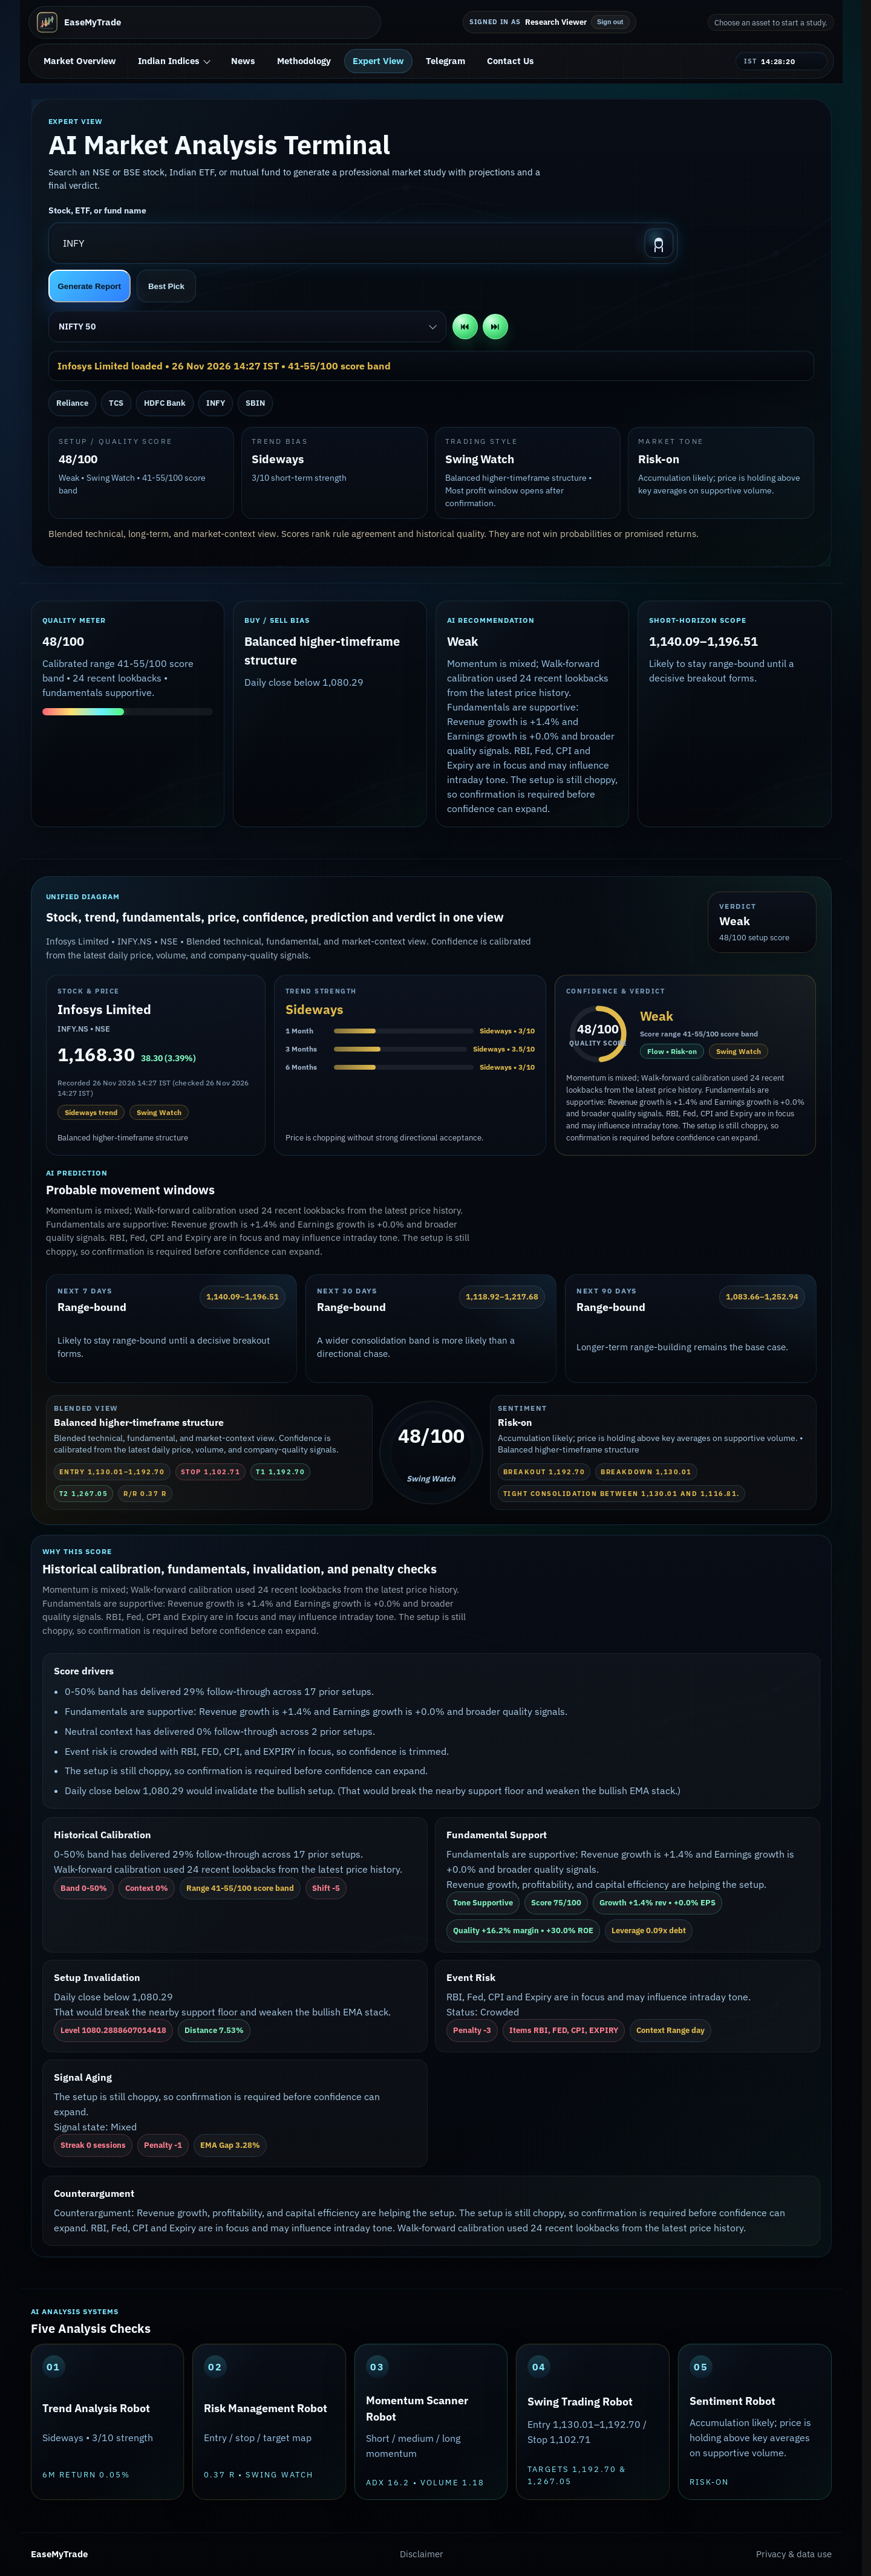 EaseMyTrade
SIGNED IN AS Research Viewer Sign out
Choose an asset to start a study.
Market Overview Indian Indices News Methodology Expert View Telegram Contact Us
IST 14:28:20
EXPERT VIEW
AI Market Analysis Terminal
Search an NSE or BSE stock, Indian ETF, or mutual fund to generate a professional market study with projections and a
final verdict.
Stock, ETF, or fund name
INFY
Generate Report Best Pick
NIFTY 50
Infosys Limited loaded • 26 Nov 2026 14:27 IST • 41-55/100 score band
Reliance TCS HDFC Bank INFY SBIN
SETUP / QUALITY SCORE
48/100
Weak • Swing Watch • 41-55/100 score
band
TREND BIAS
Sideways
3/10 short-term strength
TRADING STYLE
Swing Watch
Balanced higher-timeframe structure •
Most profit window opens after
confirmation.
MARKET TONE
Risk-on
Accumulation likely; price is holding above
key averages on supportive volume.
Blended technical, long-term, and market-context view. Scores rank rule agreement and historical quality. They are not win probabilities or promised returns.
QUALITY METER
48/100
Calibrated range 41-55/100 score
band • 24 recent lookbacks •
fundamentals supportive.
BUY / SELL BIAS
Balanced higher-timeframe
structure
Daily close below 1,080.29
AI RECOMMENDATION
Weak
Momentum is mixed; Walk-forward
calibration used 24 recent lookbacks
from the latest price history.
Fundamentals are supportive:
Revenue growth is +1.4% and
Earnings growth is +0.0% and broader
quality signals. RBI, Fed, CPI and
Expiry are in focus and may influence
intraday tone. The setup is still choppy,
so confirmation is required before
confidence can expand.
SHORT-HORIZON SCOPE
1,140.09–1,196.51
Likely to stay range-bound until a
decisive breakout forms.
UNIFIED DIAGRAM
Stock, trend, fundamentals, price, confidence, prediction and verdict in one view
Infosys Limited • INFY.NS • NSE • Blended technical, fundamental, and market-context view. Confidence is calibrated
from the latest daily price, volume, and company-quality signals.
VERDICT
Weak
48/100 setup score
STOCK & PRICE
Infosys Limited
INFY.NS • NSE
1,168.30 38.30 (3.39%)
Recorded 26 Nov 2026 14:27 IST (checked 26 Nov 2026
14:27 IST)
Sideways trend Swing Watch
Balanced higher-timeframe structure
TREND STRENGTH
Sideways
1 Month Sideways • 3/10
3 Months Sideways • 3.5/10
6 Months Sideways • 3/10
Price is chopping without strong directional acceptance.
CONFIDENCE & VERDICT
48/100
QUALITY SCORE
Weak
Score range 41-55/100 score band
Flow • Risk-on Swing Watch
Momentum is mixed; Walk-forward calibration used 24 recent
lookbacks from the latest price history. Fundamentals are
supportive: Revenue growth is +1.4% and Earnings growth is +0.0%
and broader quality signals. RBI, Fed, CPI and Expiry are in focus
and may influence intraday tone. The setup is still choppy, so
confirmation is required before confidence can expand.
AI PREDICTION
Probable movement windows
Momentum is mixed; Walk-forward calibration used 24 recent lookbacks from the latest price history.
Fundamentals are supportive: Revenue growth is +1.4% and Earnings growth is +0.0% and broader
quality signals. RBI, Fed, CPI and Expiry are in focus and may influence intraday tone. The setup is still
choppy, so confirmation is required before confidence can expand.
NEXT 7 DAYS
Range-bound
1,140.09–1,196.51
Likely to stay range-bound until a decisive breakout
forms.
NEXT 30 DAYS
Range-bound
1,118.92–1,217.68
A wider consolidation band is more likely than a
directional chase.
NEXT 90 DAYS
Range-bound
1,083.66–1,252.94
Longer-term range-building remains the base case.
BLENDED VIEW
Balanced higher-timeframe structure
Blended technical, fundamental, and market-context view. Confidence is
calibrated from the latest daily price, volume, and company-quality signals.
ENTRY 1,130.01–1,192.70 STOP 1,102.71 T1 1,192.70
T2 1,267.05 R/R 0.37 R
48/100
Swing Watch
SENTIMENT
Risk-on
Accumulation likely; price is holding above key averages on supportive volume. •
Balanced higher-timeframe structure
BREAKOUT 1,192.70 BREAKDOWN 1,130.01
TIGHT CONSOLIDATION BETWEEN 1,130.01 AND 1,116.81.
WHY THIS SCORE
Historical calibration, fundamentals, invalidation, and penalty checks
Momentum is mixed; Walk-forward calibration used 24 recent lookbacks from the latest price history.
Fundamentals are supportive: Revenue growth is +1.4% and Earnings growth is +0.0% and broader
quality signals. RBI, Fed, CPI and Expiry are in focus and may influence intraday tone. The setup is still
choppy, so confirmation is required before confidence can expand.
Score drivers
• 0-50% band has delivered 29% follow-through across 17 prior setups.
• Fundamentals are supportive: Revenue growth is +1.4% and Earnings growth is +0.0% and broader quality signals.
• Neutral context has delivered 0% follow-through across 2 prior setups.
• Event risk is crowded with RBI, FED, CPI, and EXPIRY in focus, so confidence is trimmed.
• The setup is still choppy, so confirmation is required before confidence can expand.
• Daily close below 1,080.29 would invalidate the bullish setup. (That would break the nearby support floor and weaken the bullish EMA stack.)
Historical Calibration
0-50% band has delivered 29% follow-through across 17 prior setups.
Walk-forward calibration used 24 recent lookbacks from the latest price history.
Band 0-50% Context 0% Range 41-55/100 score band Shift -5
Fundamental Support
Fundamentals are supportive: Revenue growth is +1.4% and Earnings growth is
+0.0% and broader quality signals.
Revenue growth, profitability, and capital efficiency are helping the setup.
Tone Supportive Score 75/100 Growth +1.4% rev • +0.0% EPS
Quality +16.2% margin • +30.0% ROE Leverage 0.09x debt
Setup Invalidation
Daily close below 1,080.29
That would break the nearby support floor and weaken the bullish EMA stack.
Level 1080.2888607014418 Distance 7.53%
Event Risk
RBI, Fed, CPI and Expiry are in focus and may influence intraday tone.
Status: Crowded
Penalty -3 Items RBI, FED, CPI, EXPIRY Context Range day
Signal Aging
The setup is still choppy, so confirmation is required before confidence can
expand.
Signal state: Mixed
Streak 0 sessions Penalty -1 EMA Gap 3.28%
Counterargument
Counterargument: Revenue growth, profitability, and capital efficiency are helping the setup. The setup is still choppy, so confirmation is required before confidence can
expand. RBI, Fed, CPI and Expiry are in focus and may influence intraday tone. Walk-forward calibration used 24 recent lookbacks from the latest price history.
AI ANALYSIS SYSTEMS
Five Analysis Checks
01
Trend Analysis Robot
Sideways • 3/10 strength
6M RETURN 0.05%
02
Risk Management Robot
Entry / stop / target map
0.37 R • SWING WATCH
03
Momentum Scanner
Robot
Short / medium / long
momentum
ADX 16.2 • VOLUME 1.18
04
Swing Trading Robot
Entry 1,130.01–1,192.70 /
Stop 1,102.71
TARGETS 1,192.70 &
1,267.05
05
Sentiment Robot
Accumulation likely; price is
holding above key averages
on supportive volume.
RISK-ON
EaseMyTrade Disclaimer Privacy & data use